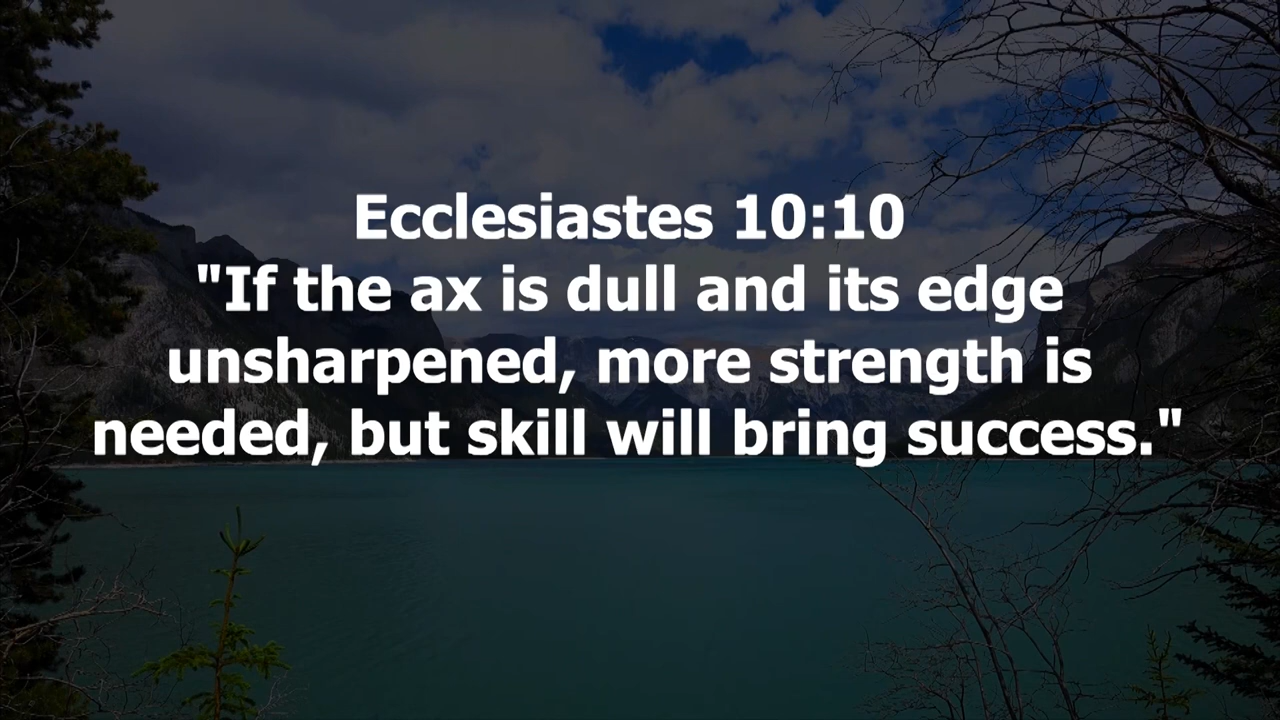 Ecclesiastes 10:10
"If the ax is dull and its edge
unsharpened, more strength is
needed, but skill will bring success."